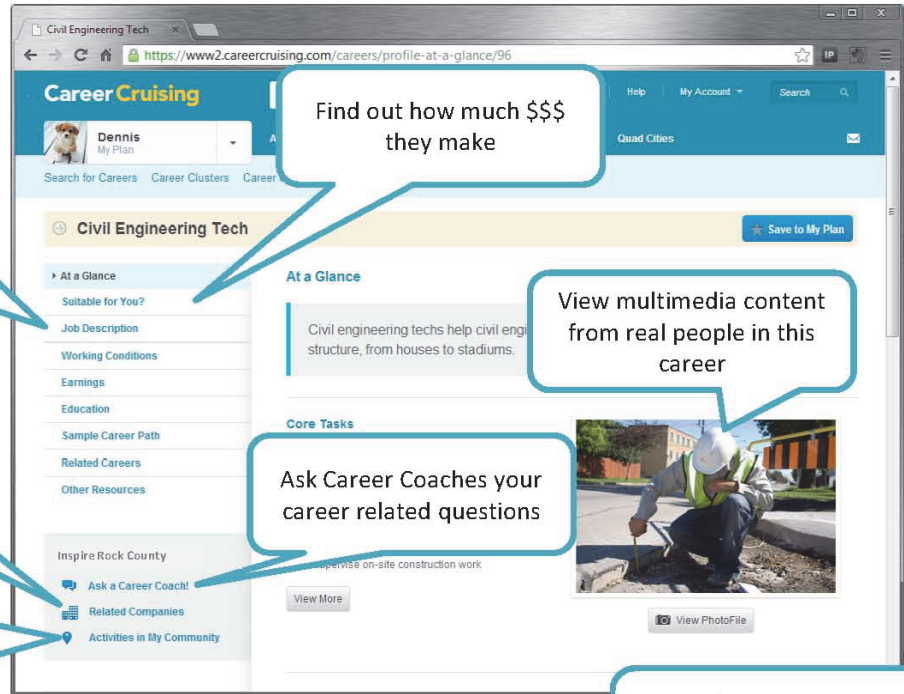 Civil Engineering Tech
https://www2.careercruising.com/careers/profile-at-a-glance/96
IP
Career Cruising
Help
My Account
Search
Dennis
My Plan
Quad Cities
Search for Careers Career Clusters Career
Find out how much $$$
they make
Civil Engineering Tech
Save to My Plan
At a Glance
Suitable for You?
Job Description
Working Conditions
Earnings
Education
Sample Career Path
Related Careers
Other Resources
At a Glance
Civil engineering techs help civil
structure, from houses to stadiums.
View multimedia content
from real people in this
career
Core Tasks
Ask Career Coaches your
career related questions
on-site construction work
View More
View PhotoFile
Inspire Rock County
Ask a Career Coach!
Related Companies
Activities in My Community